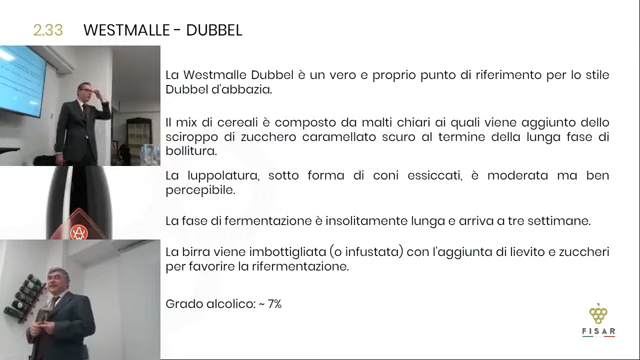 2.33 WESTMALLE - DUBBEL
La Westmalle Dubbel è un vero e proprio punto di riferimento per lo stile
Dubbel d'abbazia.
Il mix di cereali è composto da malti chiari ai quali viene aggiunto dello
sciroppo di zucchero caramellato scuro al termine della lunga fase di
bollitura.
La luppolatura, sotto forma di coni essiccati, è moderata ma ben
percepibile.
La fase di fermentazione è insolitamente lunga e arriva a tre settimane.
La birra viene imbottigliata (o infustata) con l'aggiunta di lievito e zuccheri
per favorire la rifermentazione.
Grado alcolico: ~ 7%
FISAR